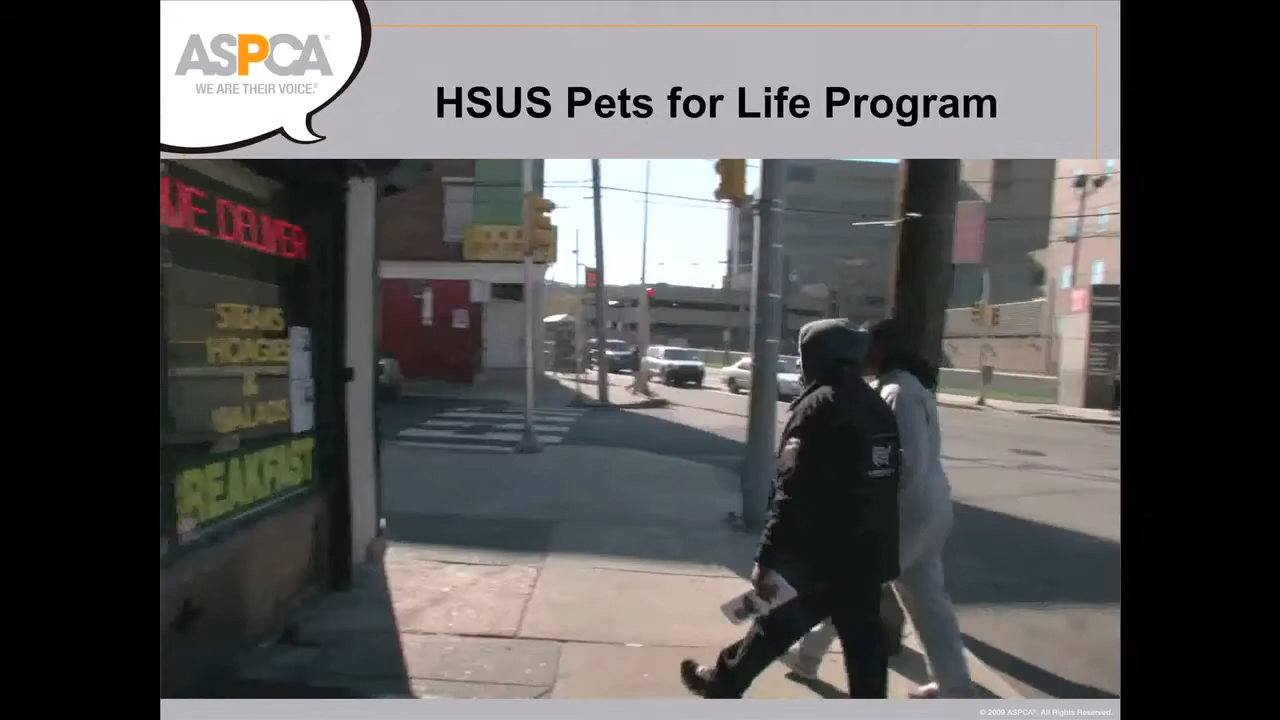 ASPCA®
WE ARE THEIR VOICE.®
HSUS Pets for Life Program
WE DELIVER
STEAKS
HOAGIES
&
SALADS
BREAKFAST
© 2009 ASPCA®. All Rights Reserved.